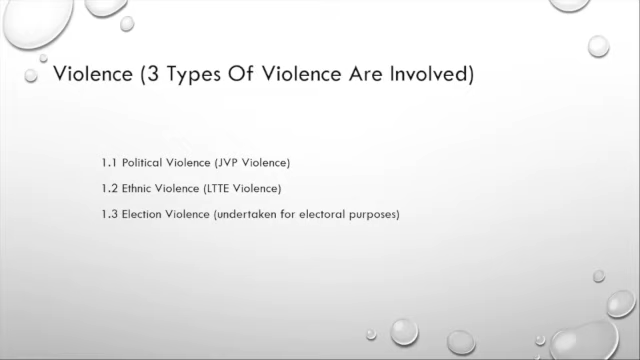 Violence (3 Types Of Violence Are Involved)
1.1 Political Violence (JVP Violence)
1.2 Ethnic Violence (LTTE Violence)
1.3 Election Violence (undertaken for electoral purposes)